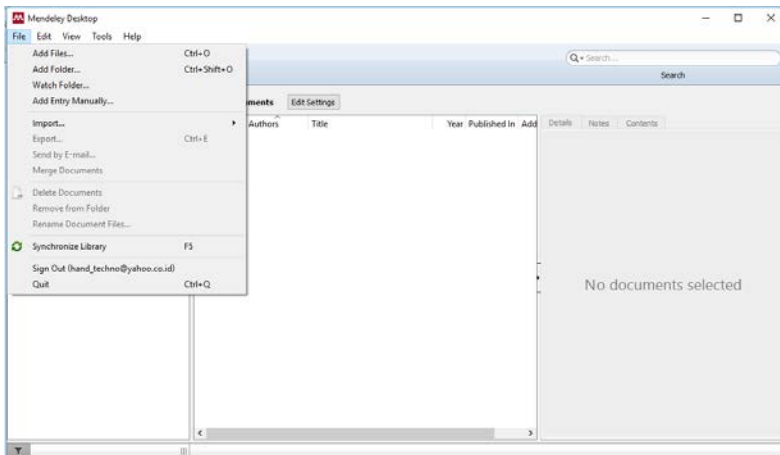 Mendeley Desktop
File Edit View Tools Help
Add Files... Ctrl+O
Add Folder... Ctrl+Shift+O
Watch Folder...
Add Entry Manually...
Import...
Export... Ctrl+E
Send by E-mail...
Merge Documents
Delete Documents
Remove from Folder
Rename Document Files...
Synchronize Library F5
Sign Out (hand_techno@yahoo.co.id)
Quit Ctrl+Q
Search...
Search
ments Edit Settings
Authors Title Year Published In Add
Details Notes Contents
No documents selected